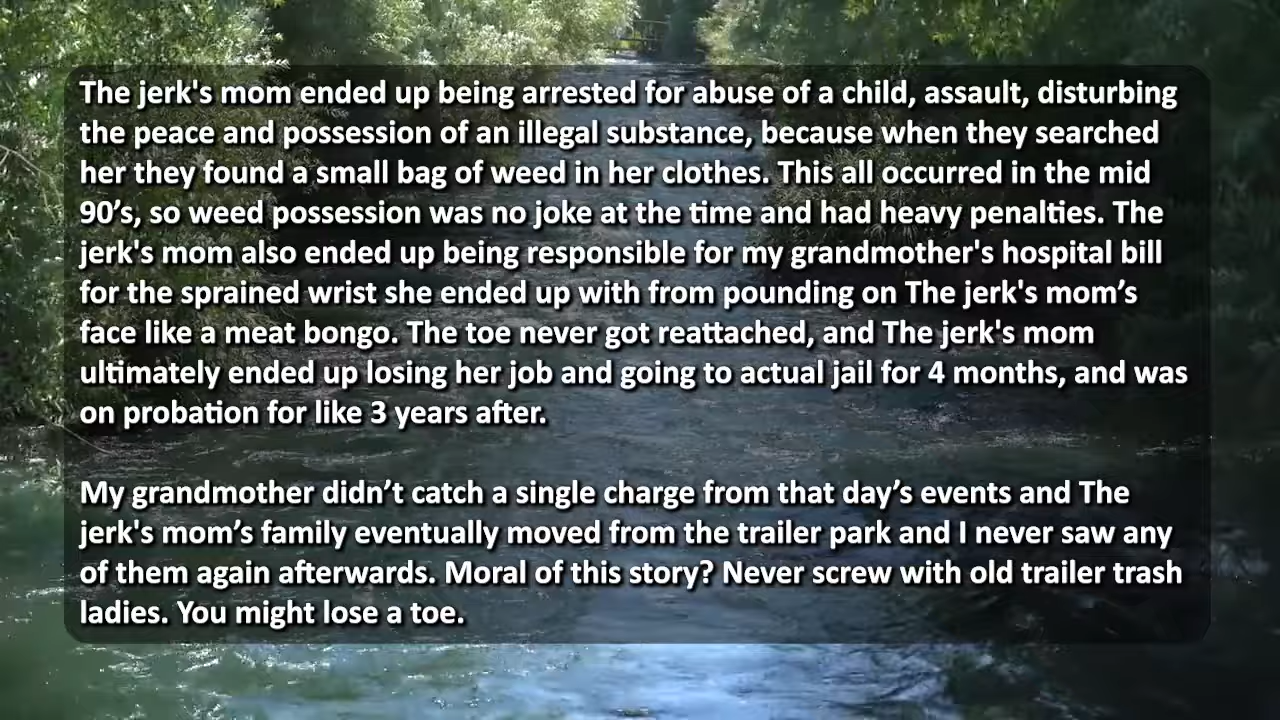 The jerk's mom ended up being arrested for abuse of a child, assault, disturbing
the peace and possession of an illegal substance, because when they searched
her they found a small bag of weed in her clothes. This all occurred in the mid
90’s, so weed possession was no joke at the time and had heavy penalties. The
jerk's mom also ended up being responsible for my grandmother's hospital bill
for the sprained wrist she ended up with from pounding on The jerk's mom’s
face like a meat bongo. The toe never got reattached, and The jerk's mom
ultimately ended up losing her job and going to actual jail for 4 months, and was
on probation for like 3 years after.
My grandmother didn’t catch a single charge from that day’s events and The
jerk's mom’s family eventually moved from the trailer park and I never saw any
of them again afterwards. Moral of this story? Never screw with old trailer trash
ladies. You might lose a toe.